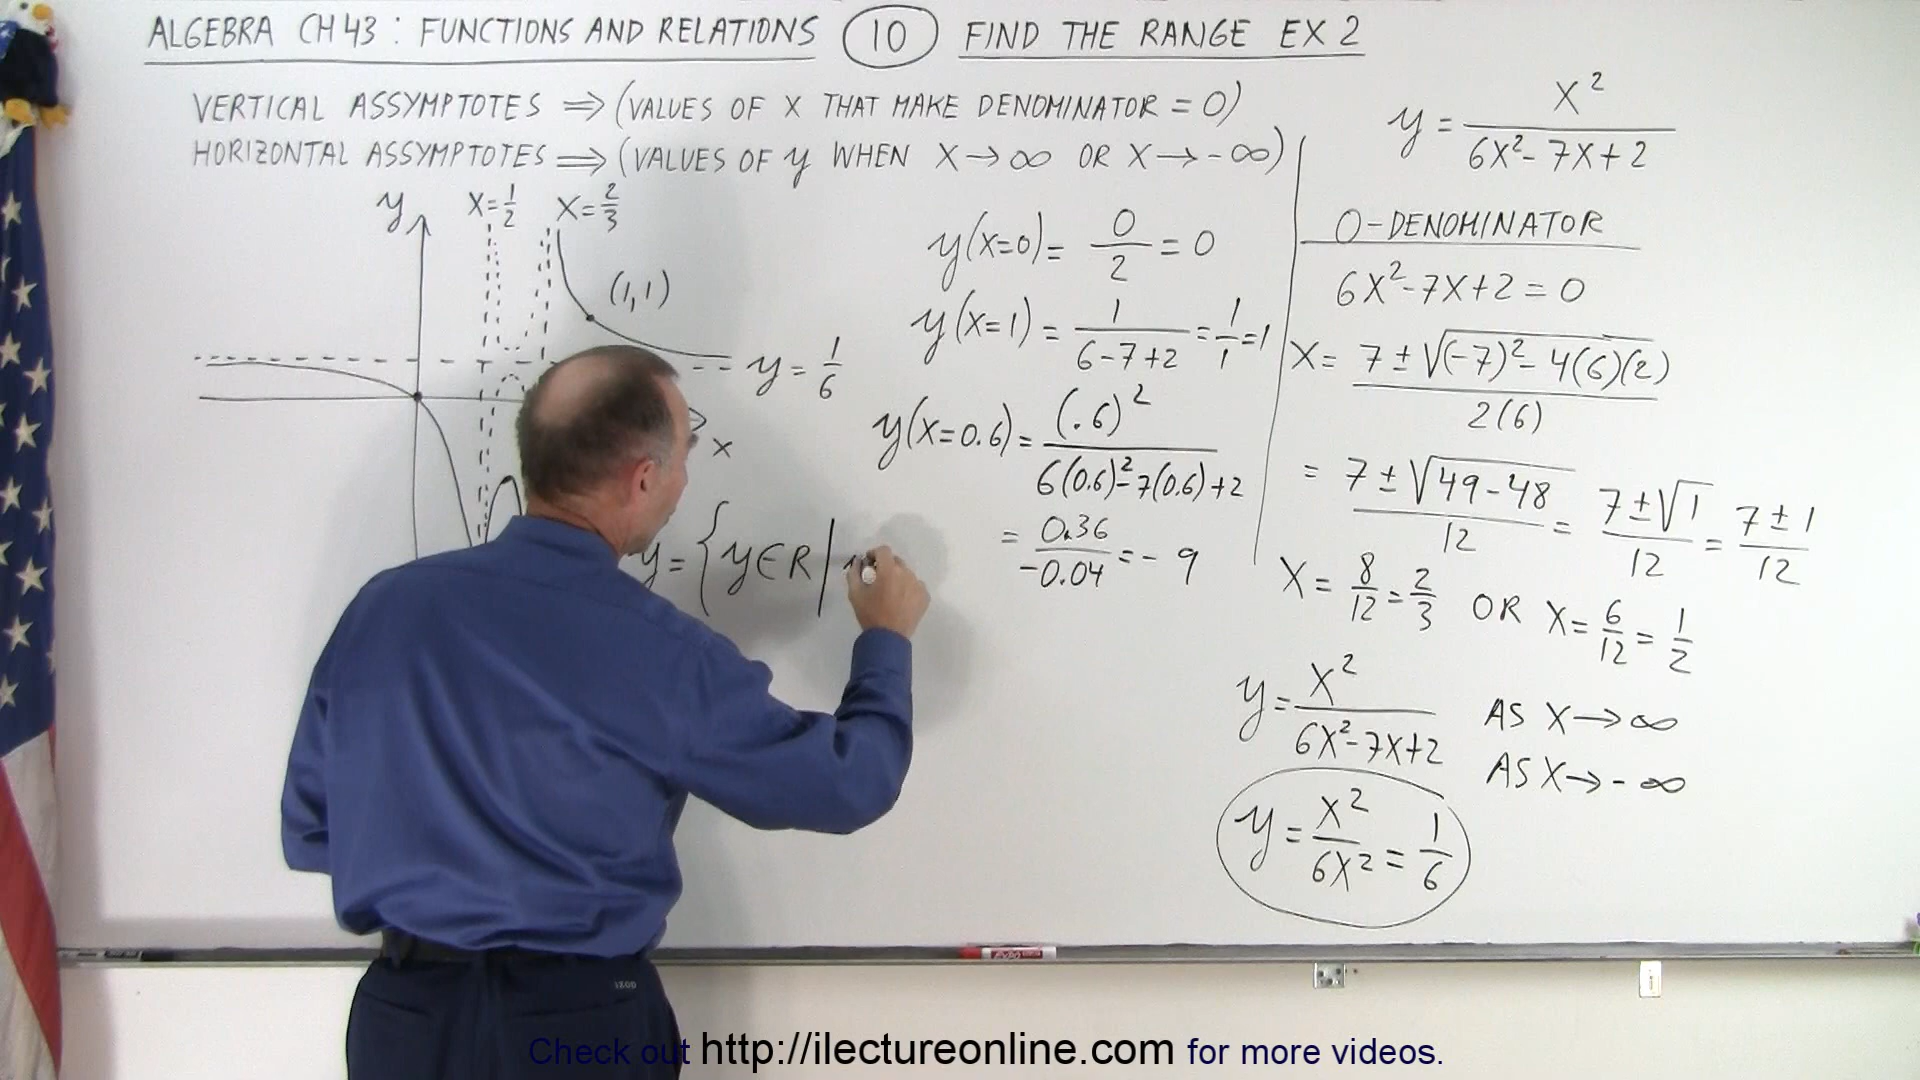 ALGEBRA CH 43 : FUNCTIONS AND RELATIONS 10 FIND THE RANGE EX 2
VERTICAL ASSYMPTOTES ⇒ (VALUES OF X THAT MAKE DENOMINATOR = 0)
HORIZONTAL ASSYMPTOTES ⇒ (VALUES OF y WHEN X → ∞ OR X → -∞)
y
X = 1/2
X = 2/3
(1,1)
y = 1/6
x
y = { y ∈ R |
y(x=0) = 0/2 = 0
y(x=1) = 1/(6-7+2) = 1/1 = 1
y(x=0.6) = (.6)²/(6(0.6)²-7(0.6)+2)
= 0.36/-0.04 = -9
y = X²/(6X²-7X+2)
0-DENOMINATOR
6X²-7X+2 = 0
X = (7 ± √((-7)²-4(6)(2)))/2(6)
= (7 ± √(49-48))/12 = (7 ± √1)/12 = (7 ± 1)/12
X = 8/12 = 2/3 OR X = 6/12 = 1/2
y = X²/(6X²-7X+2) AS X → ∞
AS X → -∞
y = X²/6X² = 1/6
IZOD
Check out http://ilectureonline.com for more videos.